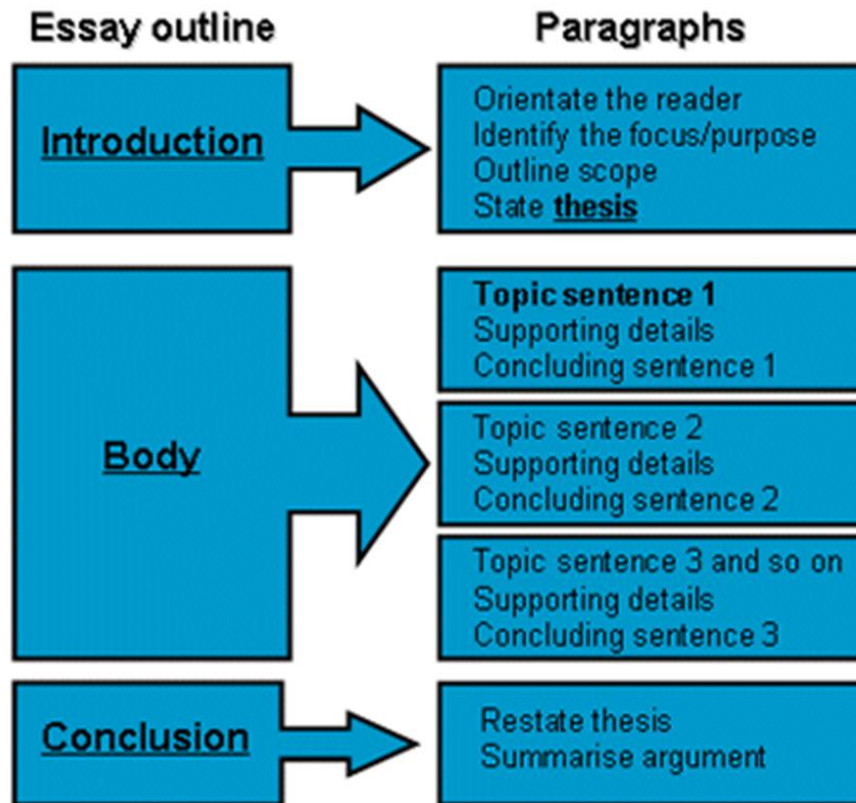 Essay outline
Paragraphs
Introduction
Orientate the reader
Identify the focus/purpose
Outline scope
State thesis
Body
Topic sentence 1
Supporting details
Concluding sentence 1
Topic sentence 2
Supporting details
Concluding sentence 2
Topic sentence 3 and so on
Supporting details
Concluding sentence 3
Conclusion
Restate thesis
Summarise argument